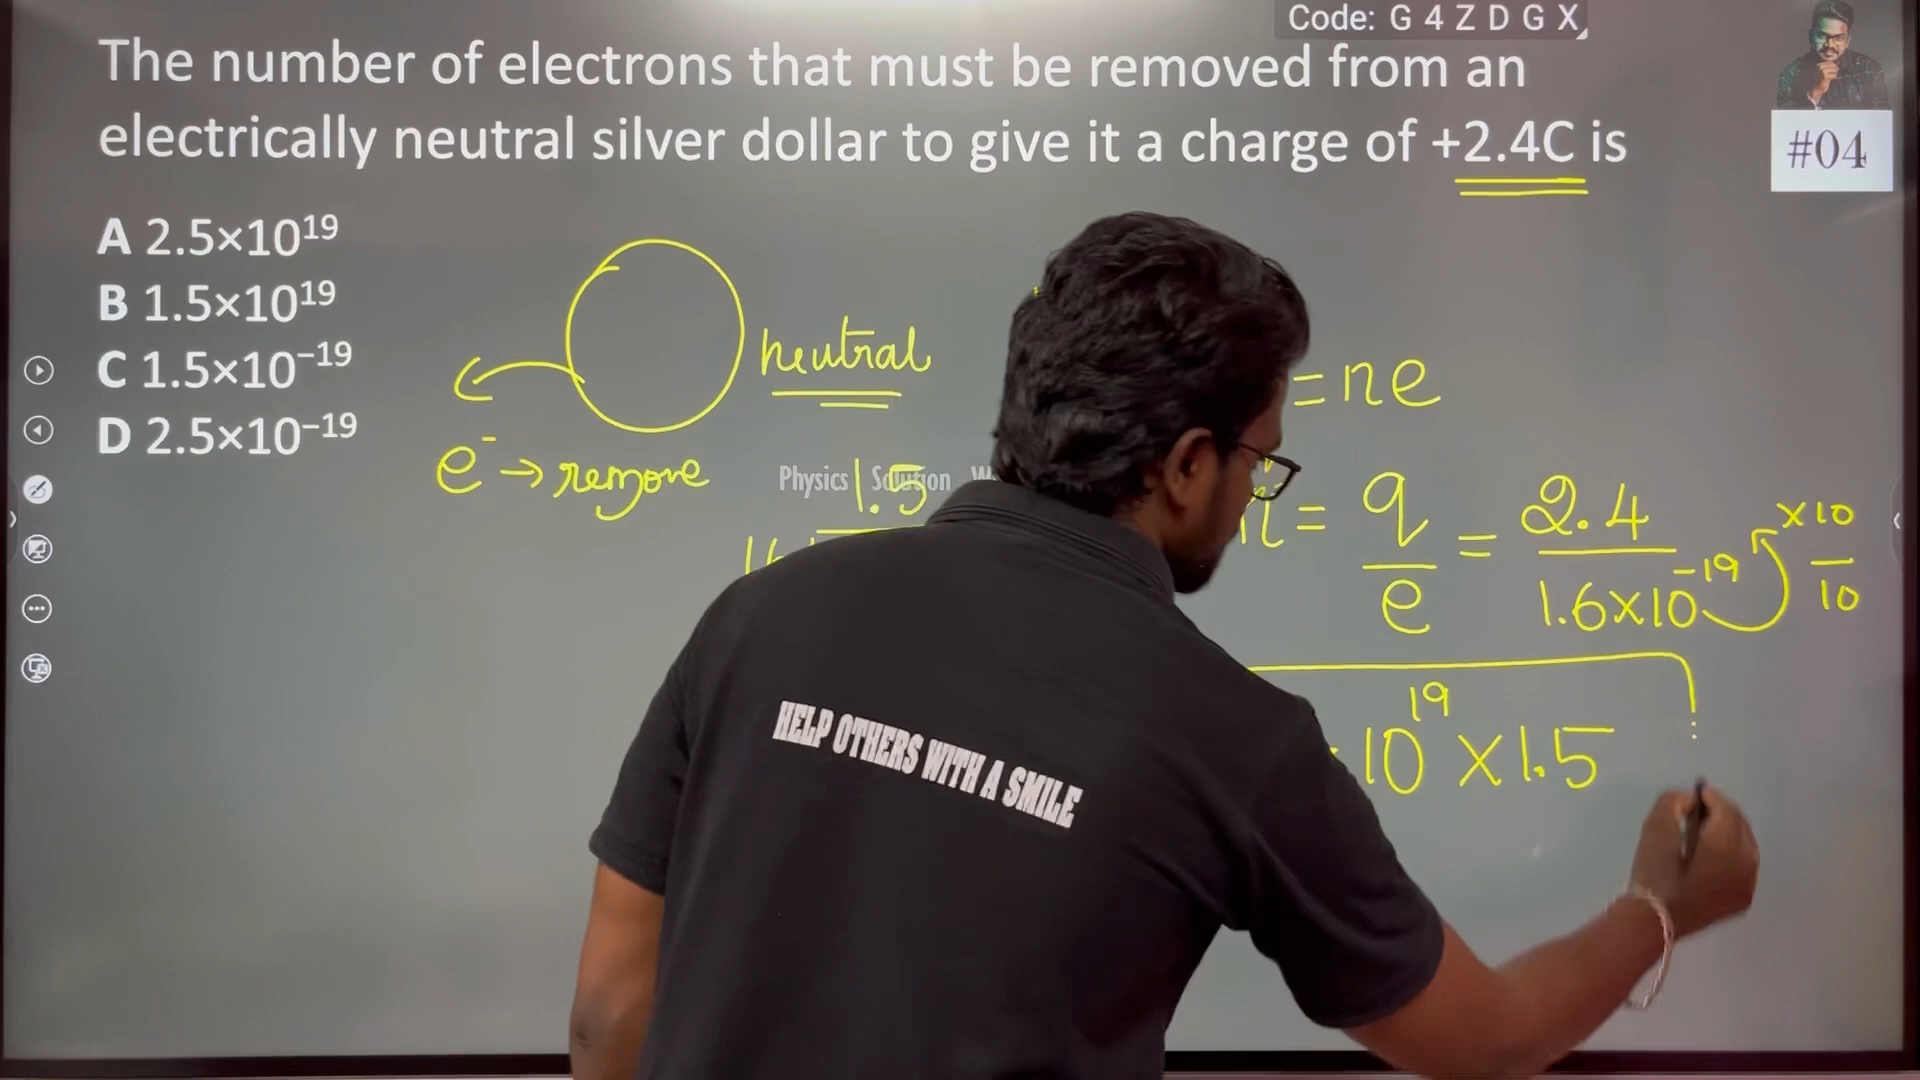 Code: G 4 Z D G X
The number of electrons that must be removed from an
electrically neutral silver dollar to give it a charge of +2.4C is
#04
A 2.5×10¹⁹
B 1.5×10¹⁹
C 1.5×10⁻¹⁹
D 2.5×10⁻¹⁹
neutral
e⁻ → remove
= ne
Physics Solution
1.5
n = q/e = 2.4 / 1.6×10⁻¹⁹ ×10/10
10¹⁹ × 1.5
HELP OTHERS WITH A SMILE